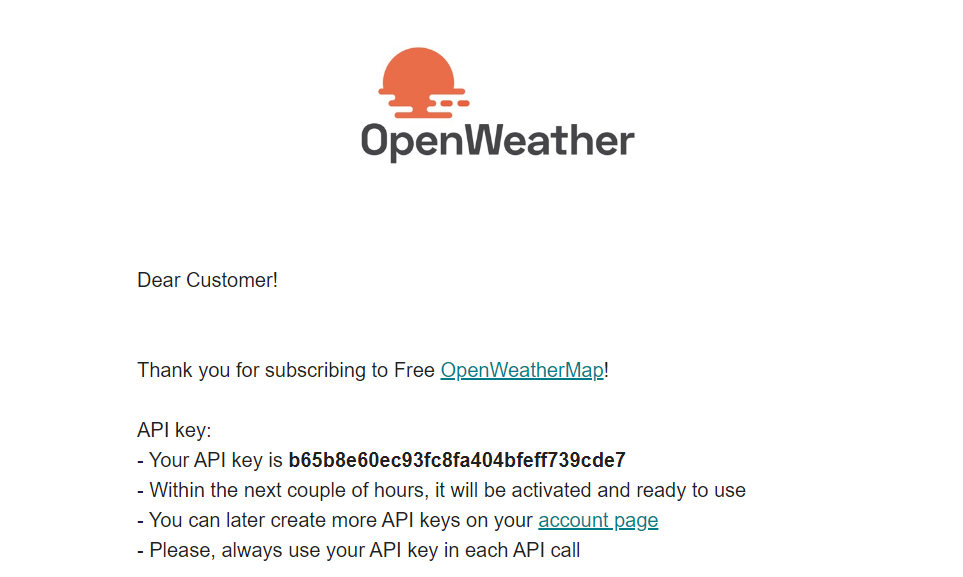 OpenWeather
Dear Customer!
Thank you for subscribing to Free OpenWeatherMap!
API key:
- Your API key is b65b8e60ec93fc8fa404bfeff739cde7
- Within the next couple of hours, it will be activated and ready to use
- You can later create more API keys on your account page
- Please, always use your API key in each API call